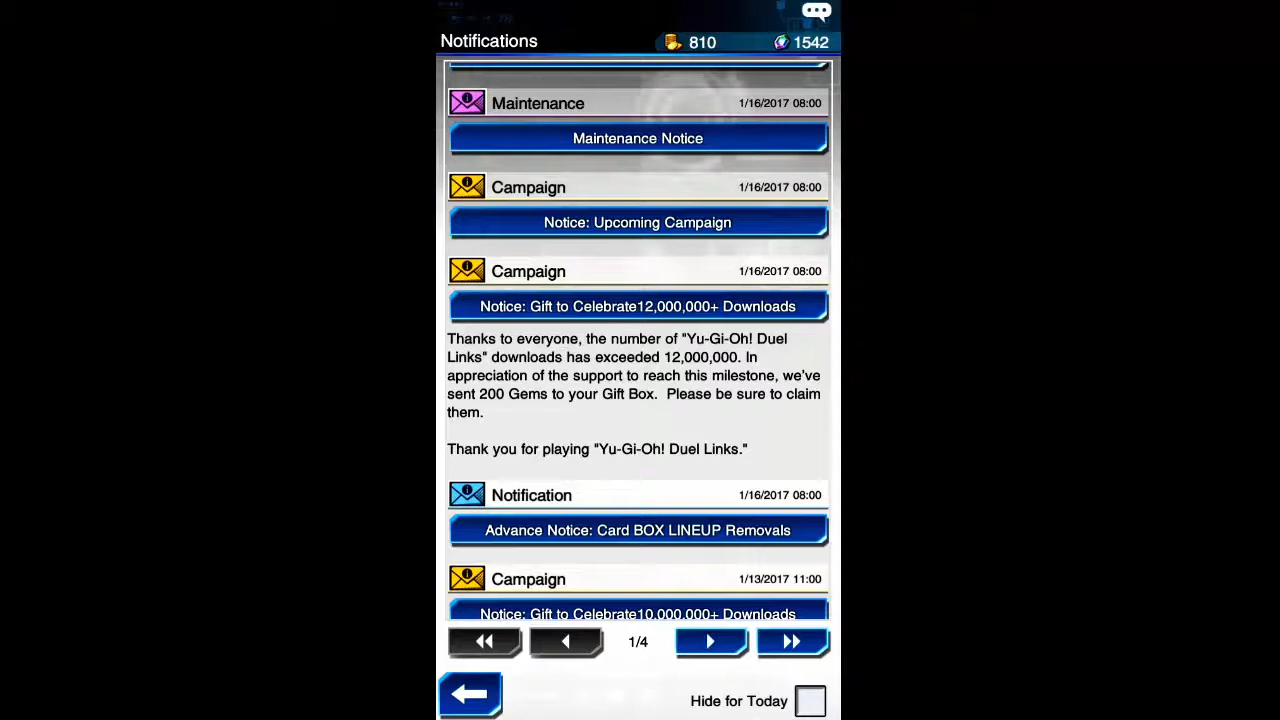 Notifications
810
1542
Maintenance
1/16/2017 08:00
Maintenance Notice
Campaign
1/16/2017 08:00
Notice: Upcoming Campaign
Campaign
1/16/2017 08:00
Notice: Gift to Celebrate12,000,000+ Downloads
Thanks to everyone, the number of "Yu-Gi-Oh! Duel
Links" downloads has exceeded 12,000,000. In
appreciation of the support to reach this milestone, we've
sent 200 Gems to your Gift Box.  Please be sure to claim
them.
Thank you for playing "Yu-Gi-Oh! Duel Links."
Notification
1/16/2017 08:00
Advance Notice: Card BOX LINEUP Removals
Campaign
1/13/2017 11:00
Notice: Gift to Celebrate10,000,000+ Downloads
1/4
Hide for Today